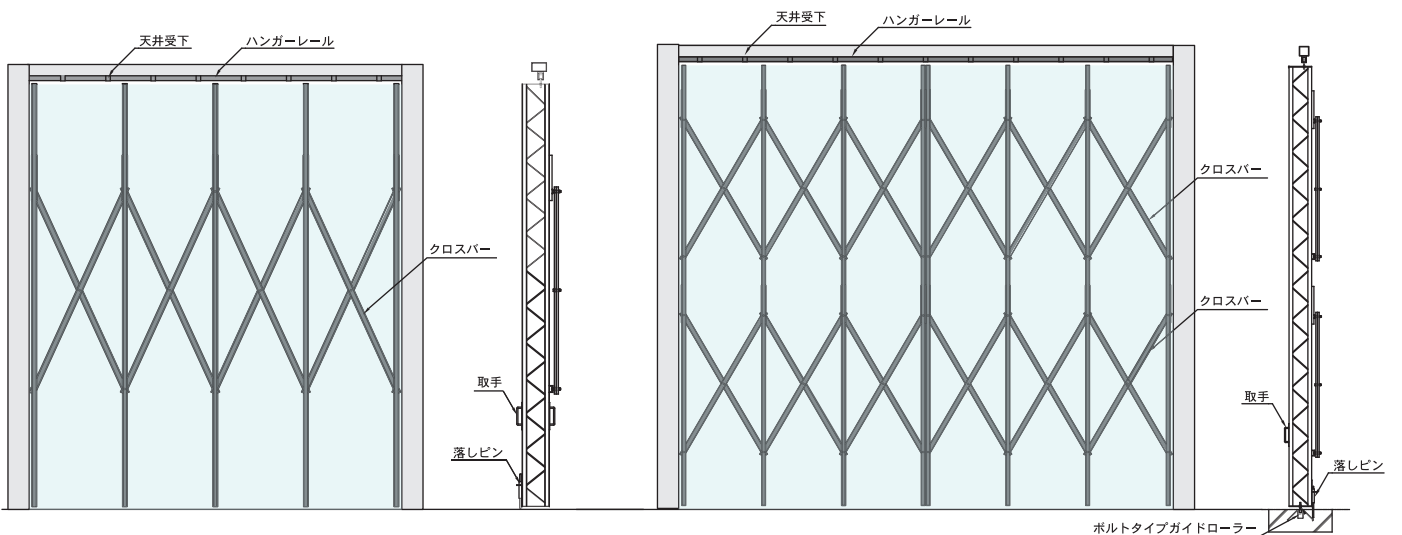 天井受下
ハンガーレール
クロスバー
取手
落しピン
天井受下
ハンガーレール
クロスバー
クロスバー
取手
落しピン
ボルトタイプガイドローラー